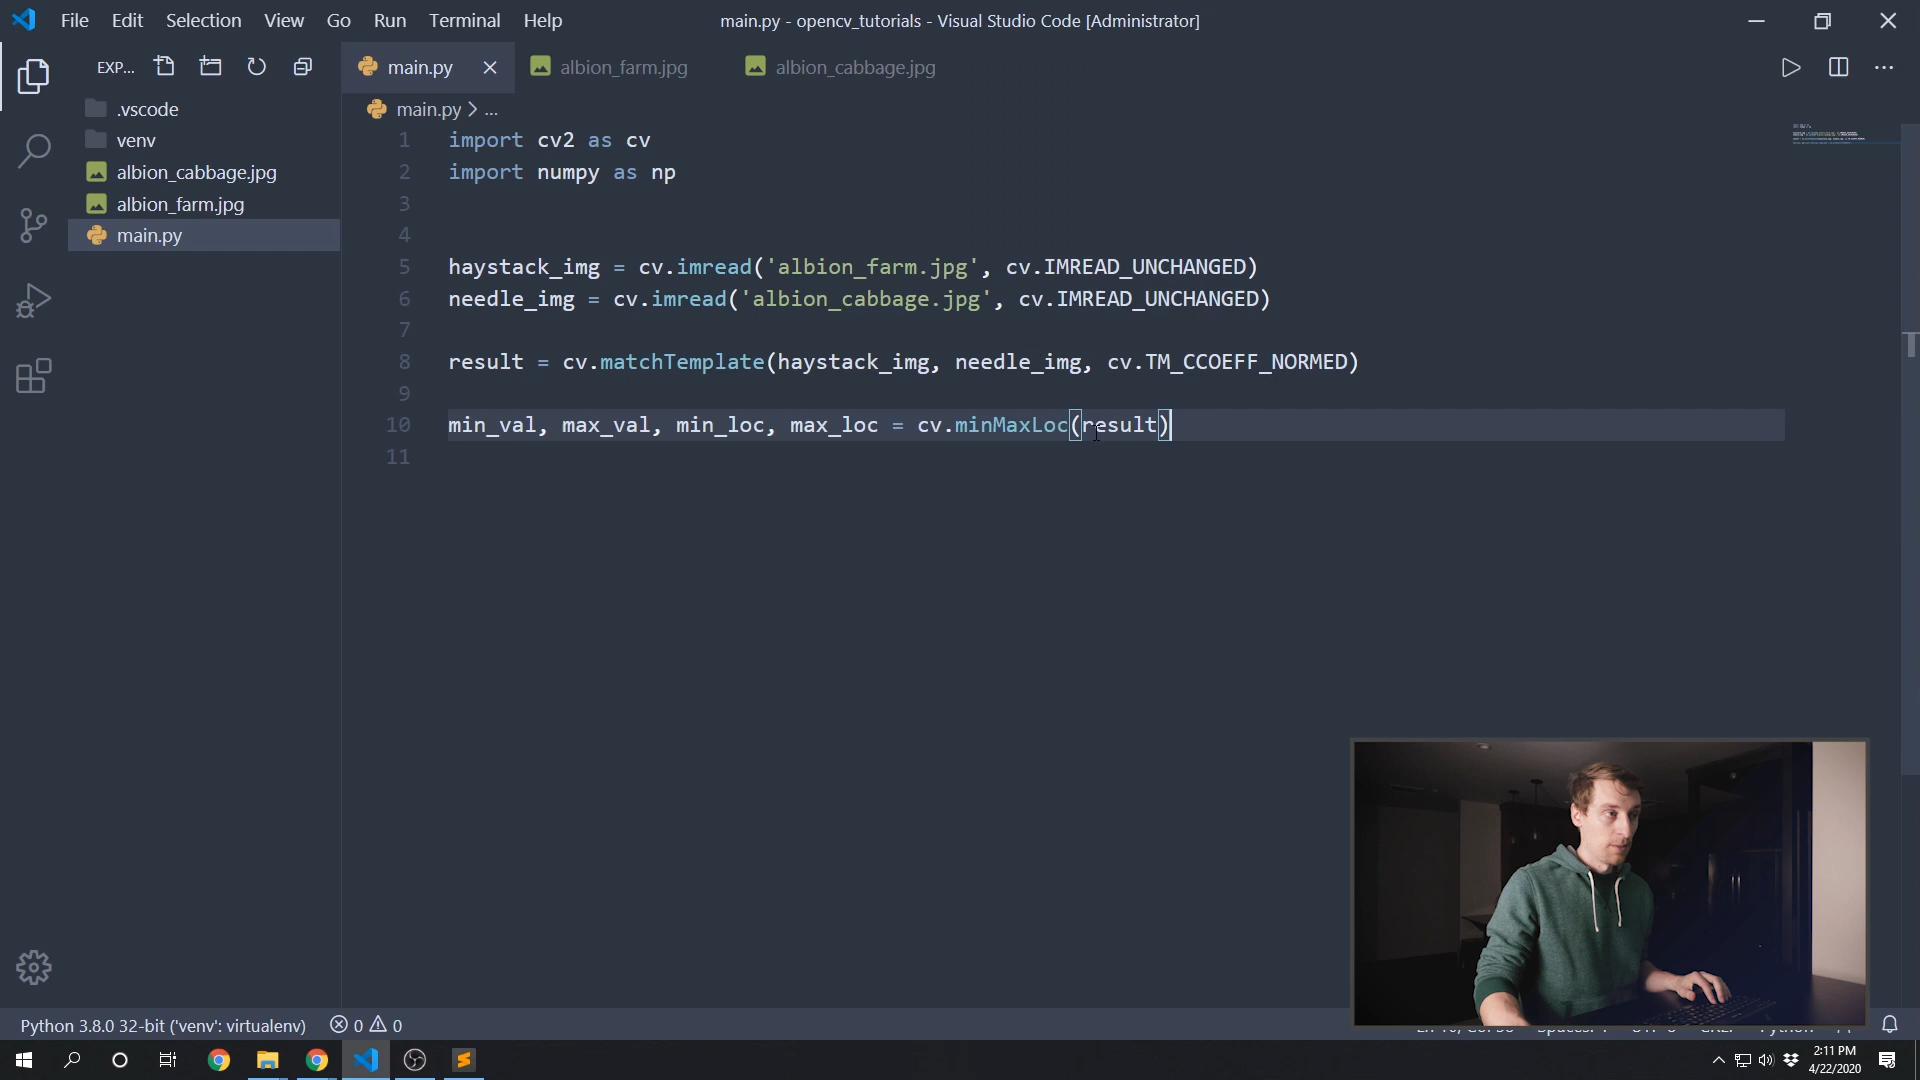 File Edit Selection View Go Run Terminal Help
main.py - opencv_tutorials - Visual Studio Code [Administrator]
EXP...
main.py
albion_farm.jpg
albion_cabbage.jpg
.vscode
venv
albion_cabbage.jpg
albion_farm.jpg
main.py
main.py > ...
1 import cv2 as cv
2 import numpy as np
3
4
5 haystack_img = cv.imread('albion_farm.jpg', cv.IMREAD_UNCHANGED)
6 needle_img = cv.imread('albion_cabbage.jpg', cv.IMREAD_UNCHANGED)
7
8 result = cv.matchTemplate(haystack_img, needle_img, cv.TM_CCOEFF_NORMED)
9
10 min_val, max_val, min_loc, max_loc = cv.minMaxLoc(result)
11
Python 3.8.0 32-bit ('venv': virtualenv) 0 0
2:11 PM
4/22/2020